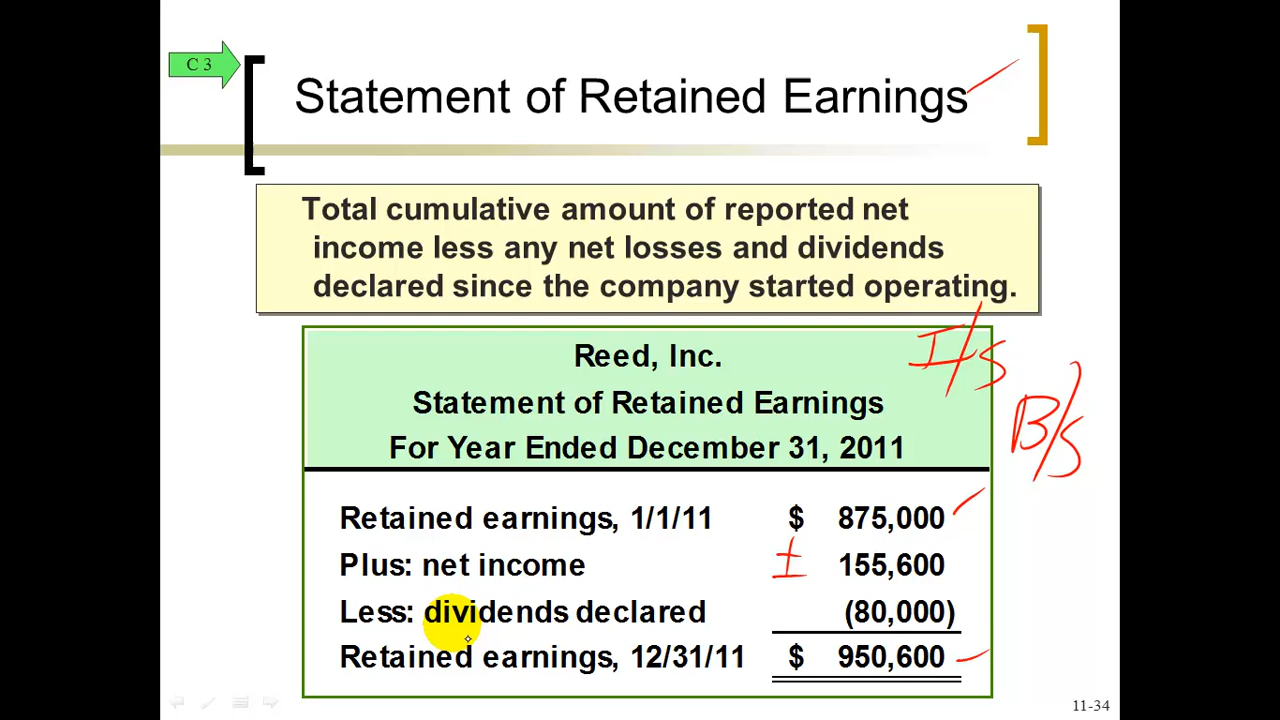 C 3
Statement of Retained Earnings
Total cumulative amount of reported net
income less any net losses and dividends
declared since the company started operating.
I/S
B/S
Reed, Inc.
Statement of Retained Earnings
For Year Ended December 31, 2011
Retained earnings, 1/1/11 $ 875,000
Plus: net income ± 155,600
Less: dividends declared (80,000)
Retained earnings, 12/31/11 $ 950,600
11-34